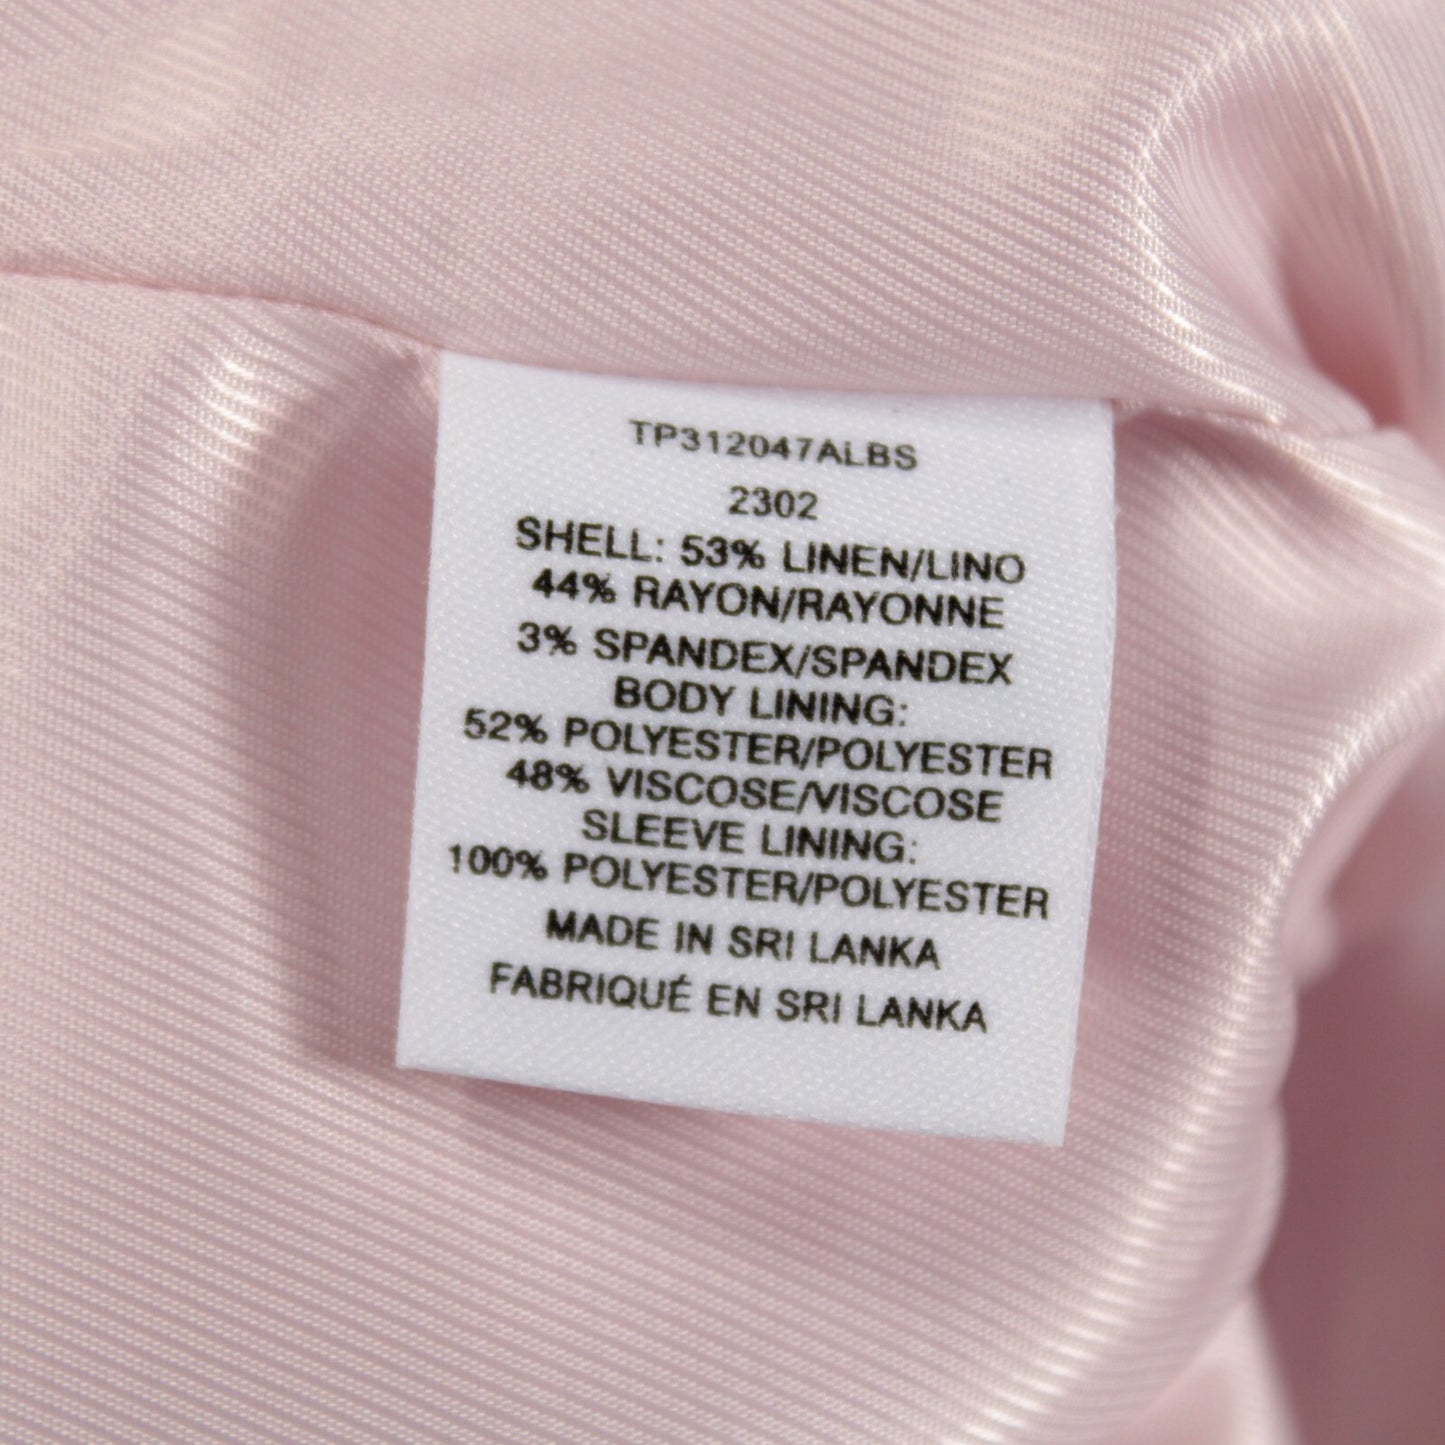 TP312047ALBS
2302
SHELL: 53% LINEN/LINO
44% RAYON/RAYONNE
3% SPANDEX/SPANDEX
BODY LINING:
52% POLYESTER/POLYESTER
48% VISCOSE/VISCOSE
SLEEVE LINING:
100% POLYESTER/POLYESTER
MADE IN SRI LANKA
FABRIQUÉ EN SRI LANKA